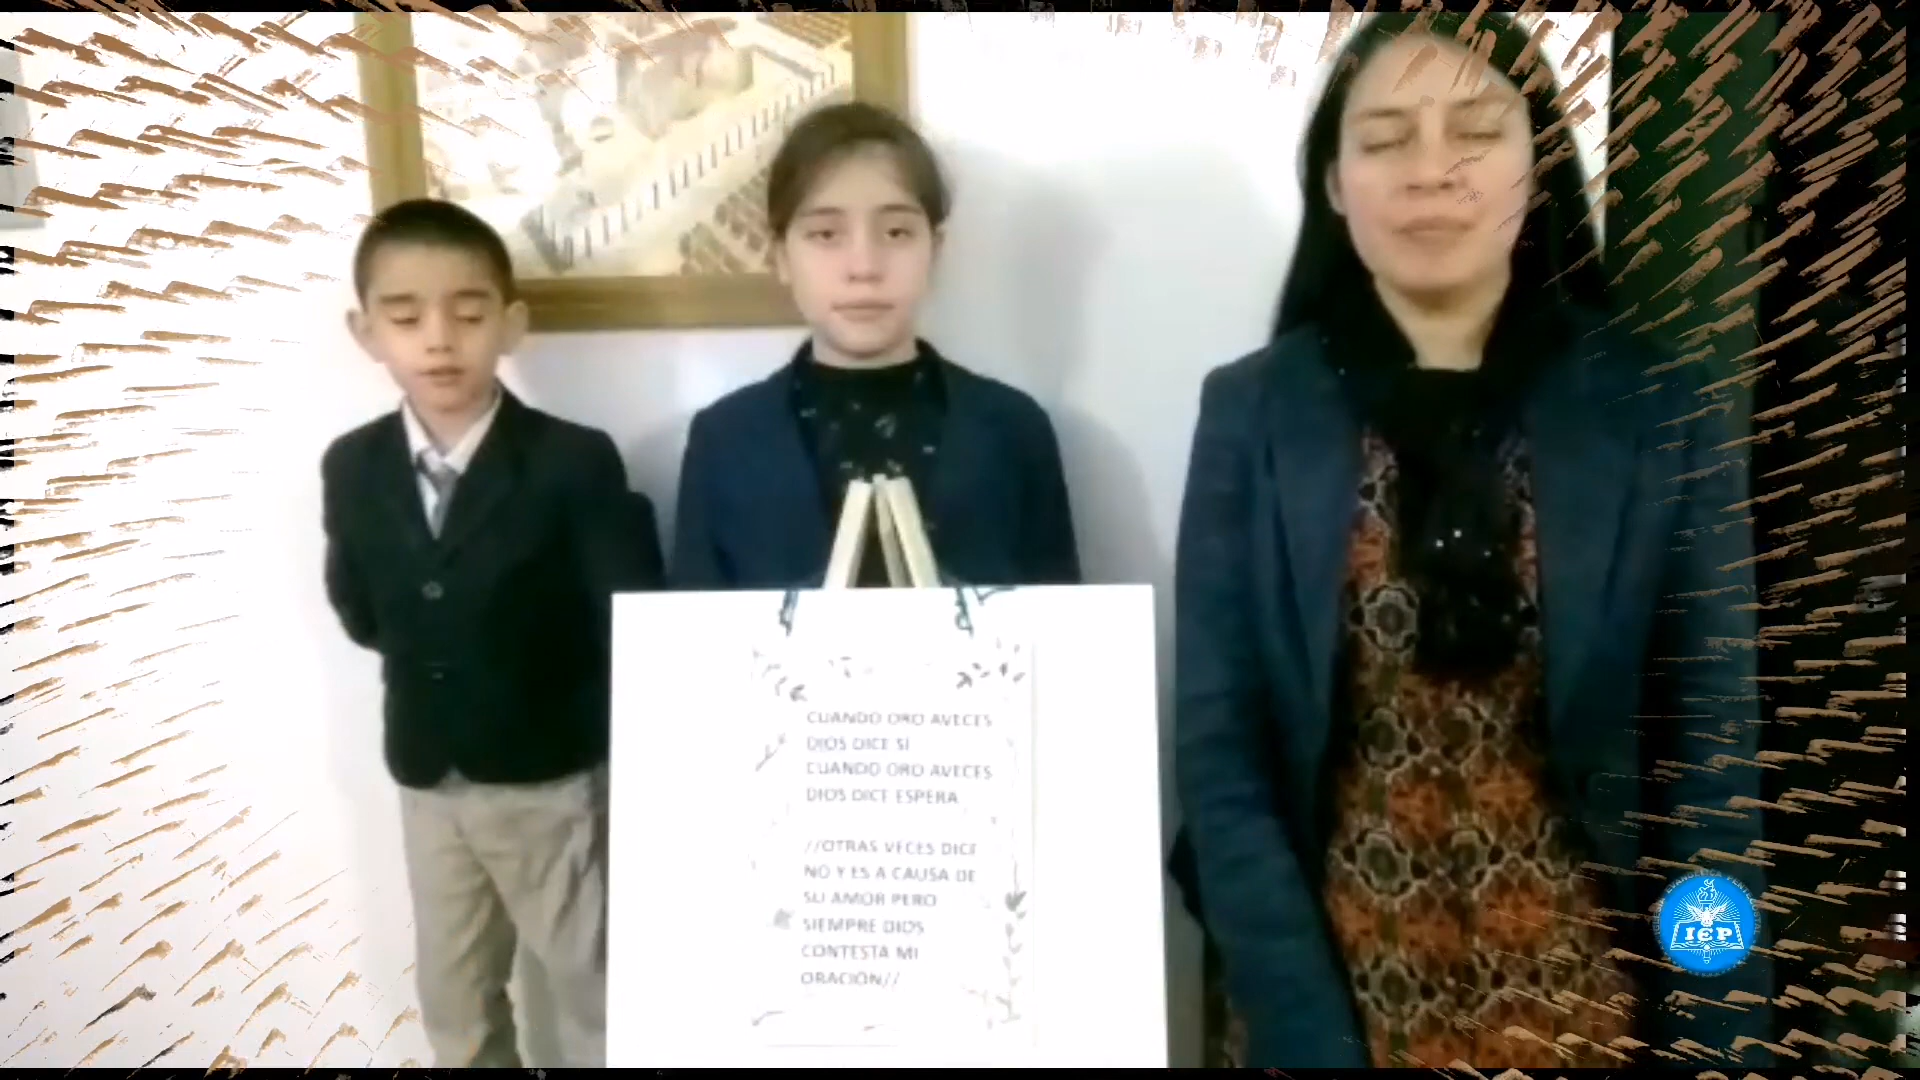 CUANDO ORO AVECES
DIOS DICE SI
CUANDO ORO AVECES
DIOS DICE ESPERA
//OTRAS VECES DICE
NO Y ES A CAUSA DE
SU AMOR PERO
SIEMPRE DIOS
CONTESTA MI
ORACION//
IEP